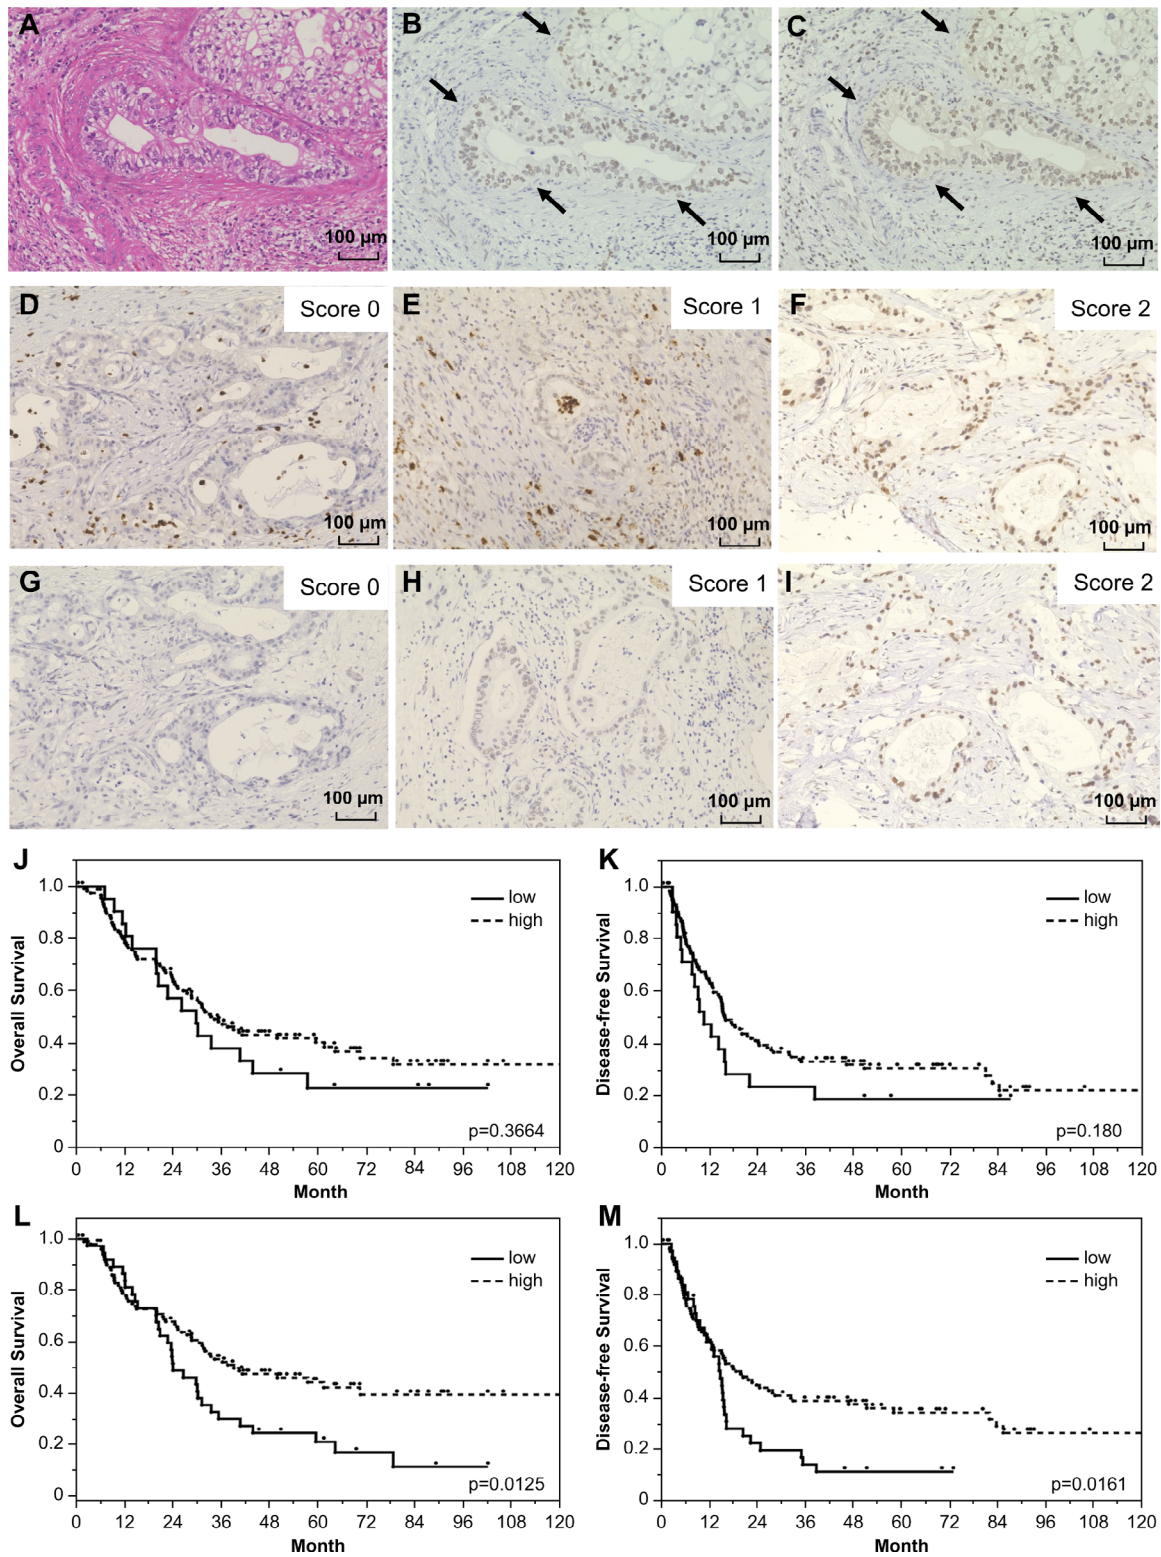 A
B
C
100 µm
100 µm
100 µm
D
Score 0
E
Score 1
F
Score 2
100 µm
100 µm
100 µm
G
Score 0
H
Score 1
I
Score 2
100 µm
100 µm
100 µm
J
Overall Survival
1.0
0.8
0.6
0.4
0.2
0
low
high
p=0.3664
0 12 24 36 48 60 72 84 96 108 120
Month
K
Disease-free Survival
1.0
0.8
0.6
0.4
0.2
0
low
high
p=0.180
0 12 24 36 48 60 72 84 96 108 120
Month
L
Overall Survival
1.0
0.8
0.6
0.4
0.2
0
low
high
p=0.0125
0 12 24 36 48 60 72 84 96 108 120
Month
M
Disease-free Survival
1.0
0.8
0.6
0.4
0.2
0
low
high
p=0.0161
0 12 24 36 48 60 72 84 96 108 120
Month